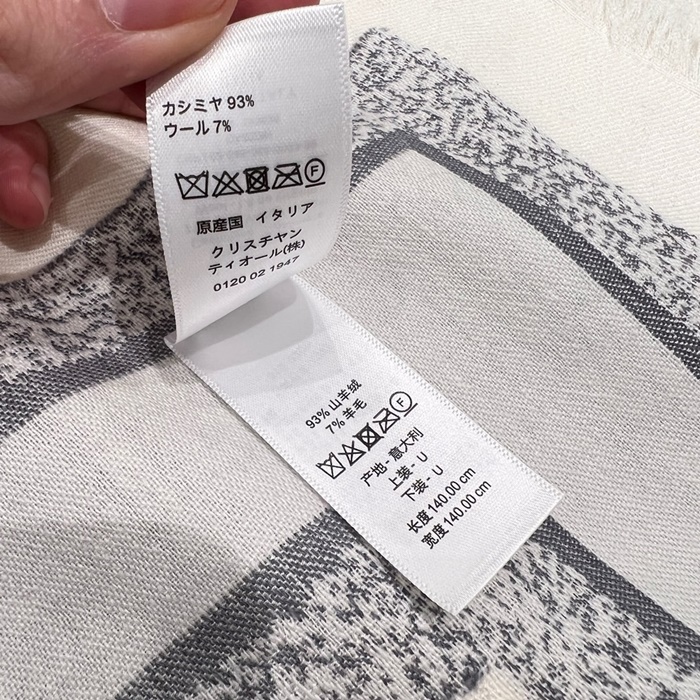 カシミヤ 93%
ウール 7%
F
原産国 イタリア
クリスチャン
ディオール(株)
0120 02 1947
93% 山羊绒
7% 羊毛
F
产地 - 意大利
上装 - U
下装 - U
长度 140.00 cm
宽度 140.00 cm